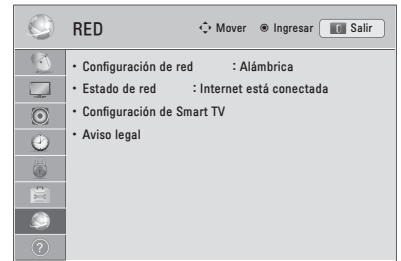 RED Mover Ingresar Salir
• Configuración de red : Alámbrica
• Estado de red : Internet está conectada
• Configuración de Smart TV
• Aviso legal
?